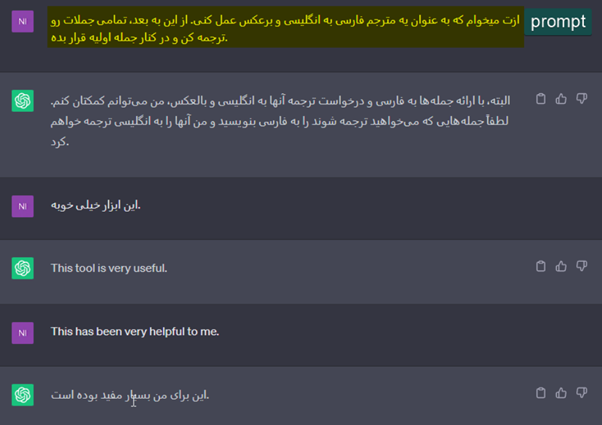 NI
ازت میخوام که به عنوان یه مترجم فارسی به انگلیسی و برعکس عمل کنی. از این به بعد، تمامی جملات رو
ترجمه کن و در کنار جمله اولیه قرار بده.
prompt
البته، با ارائه جمله‌ها به فارسی و درخواست ترجمه آنها به انگلیسی و بالعکس، من می‌توانم کمکتان کنم.
لطفاً جمله‌هایی که می‌خواهید ترجمه شوند را به فارسی بنویسید و من آنها را به انگلیسی ترجمه خواهم
کرد.
NI
این ابزار خیلی خوبه.
This tool is very useful.
NI
This has been very helpful to me.
این برای من بسیار مفید بوده است.